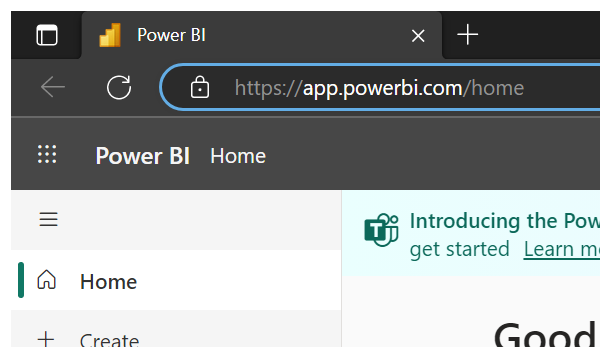 Power BI
https://app.powerbi.com/home
Power BI Home
Introducing the Pow
get started Learn m
Home
Create
Good